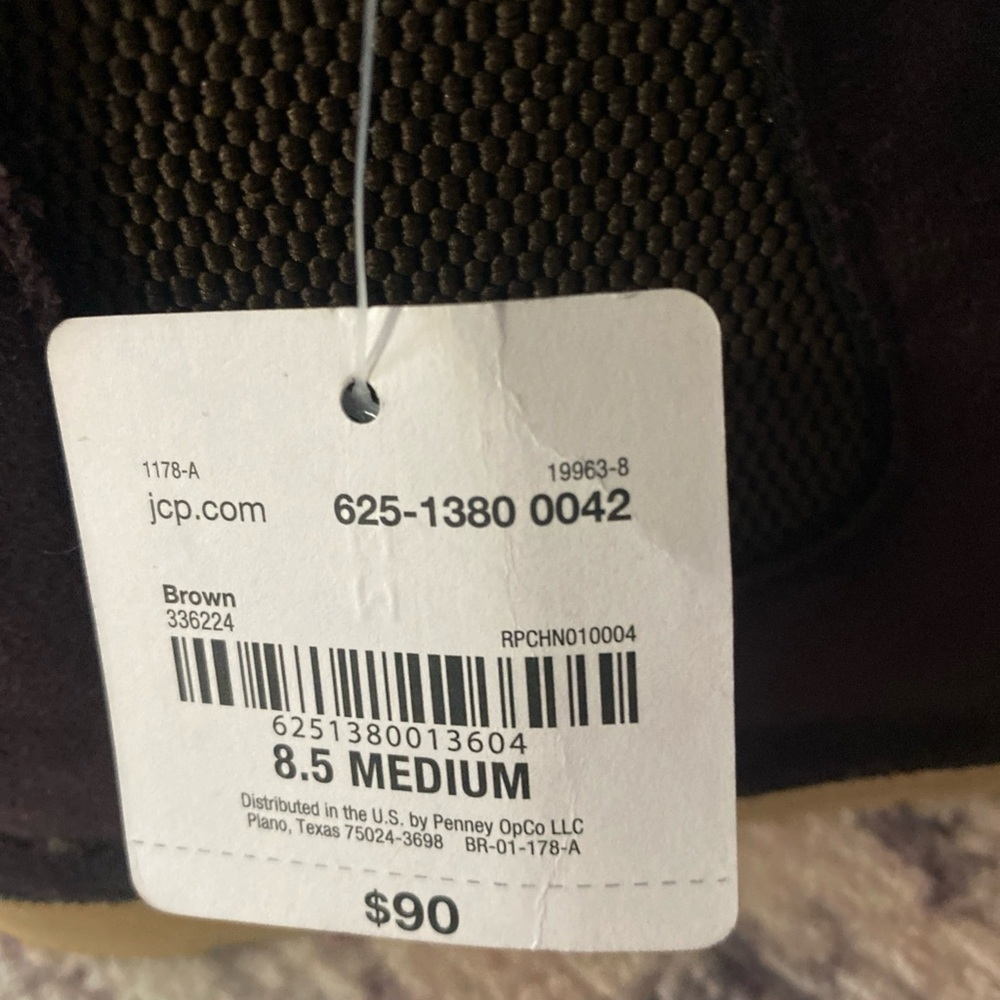 1178-A 19963-8
jcp.com 625-1380 0042
Brown
336224 RPCHN010004
6251380013604
8.5 MEDIUM
Distributed in the U.S. by Penney OpCo LLC
Plano, Texas 75024-3698 BR-01-178-A
$90